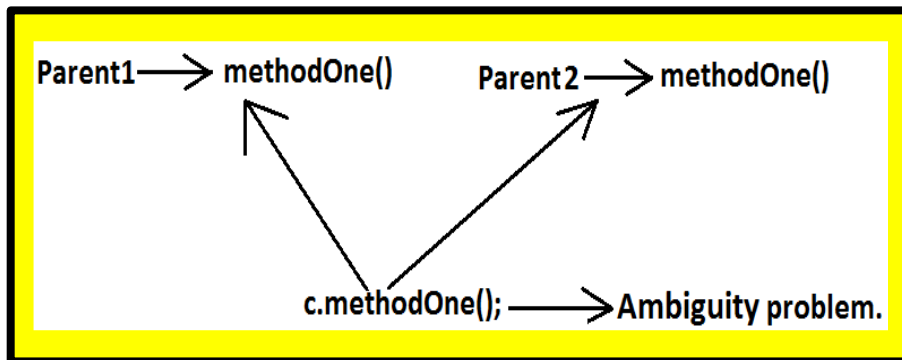 Parent1 methodOne()
Parent2 methodOne()
c.methodOne(); Ambiguity problem.